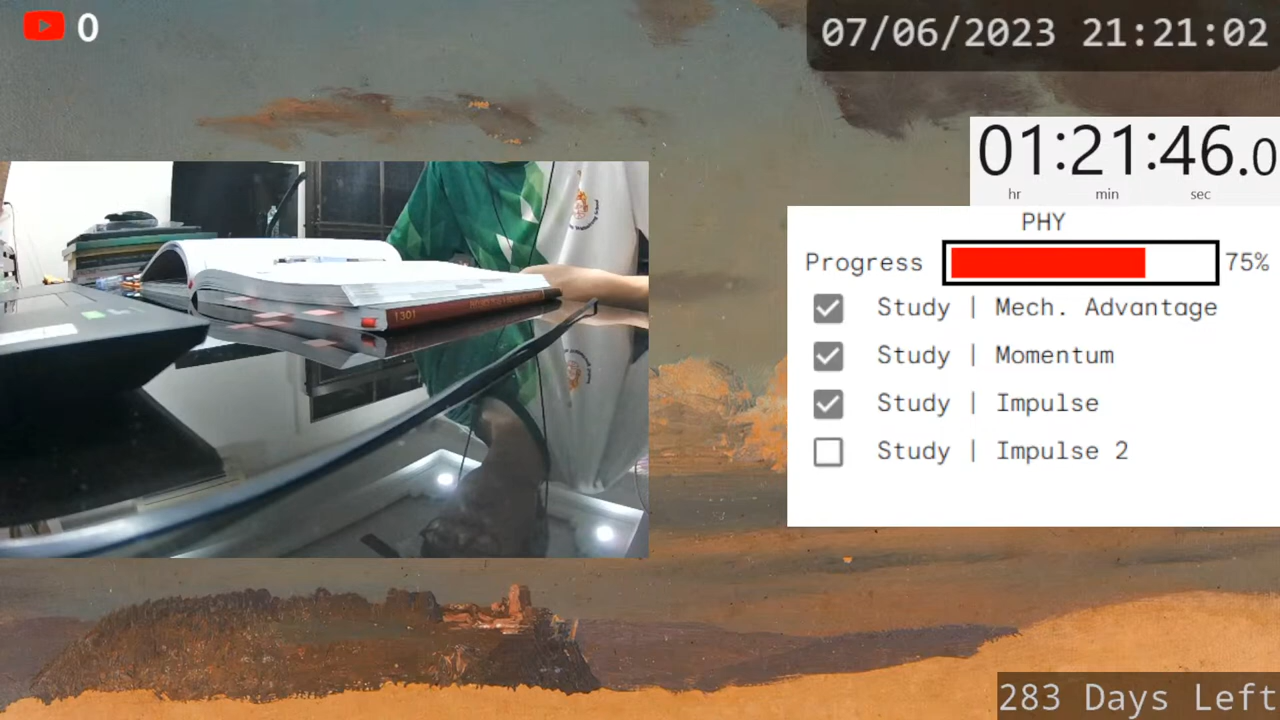 0
07/06/2023 21:21:02
01:21:46.0
hr min sec
PHY
Progress 75%
Study | Mech. Advantage
Study | Momentum
Study | Impulse
Study | Impulse 2
1301
283 Days Left